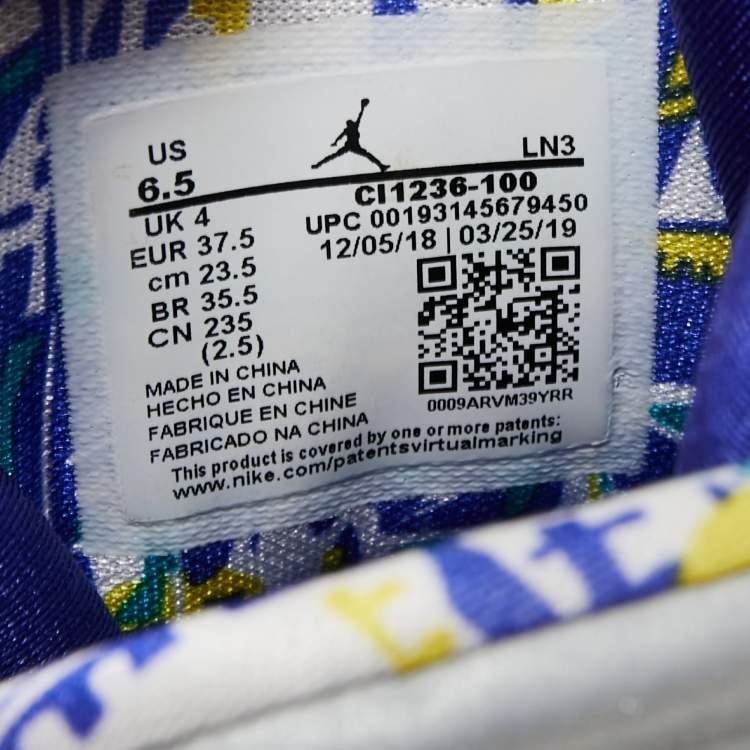 US
6.5
LN3
CI1236-100
UK 4
UPC 00193145679450
EUR 37.5
12/05/18 | 03/25/19
cm 23.5
BR 35.5
CN 235
(2.5)
MADE IN CHINA
HECHO EN CHINA
FABRIQUE EN CHINE
FABRICADO NA CHINA
0009ARVM39YRR
This product is covered by one or more patents:
www.nike.com/patentsvirtualmarking